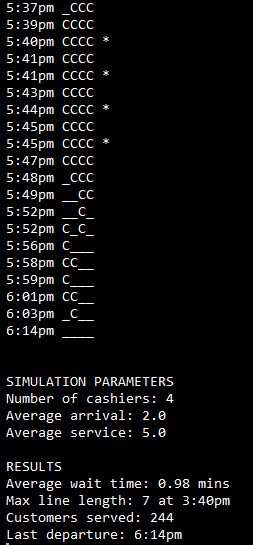 5:37pm _CCC
5:39pm CCCC
5:40pm CCCC *
5:41pm CCCC
5:41pm CCCC *
5:43pm CCCC
5:44pm CCCC *
5:45pm CCCC
5:45pm CCCC *
5:47pm CCCC
5:48pm _CCC
5:49pm __CC
5:52pm __C_
5:52pm C_C_
5:56pm C___
5:58pm CC__
5:59pm C___
6:01pm CC__
6:03pm _C__
6:14pm ____

SIMULATION PARAMETERS
Number of cashiers: 4
Average arrival: 2.0
Average service: 5.0

RESULTS
Average wait time: 0.98 mins
Max line length: 7 at 3:40pm
Customers served: 244
Last departure: 6:14pm